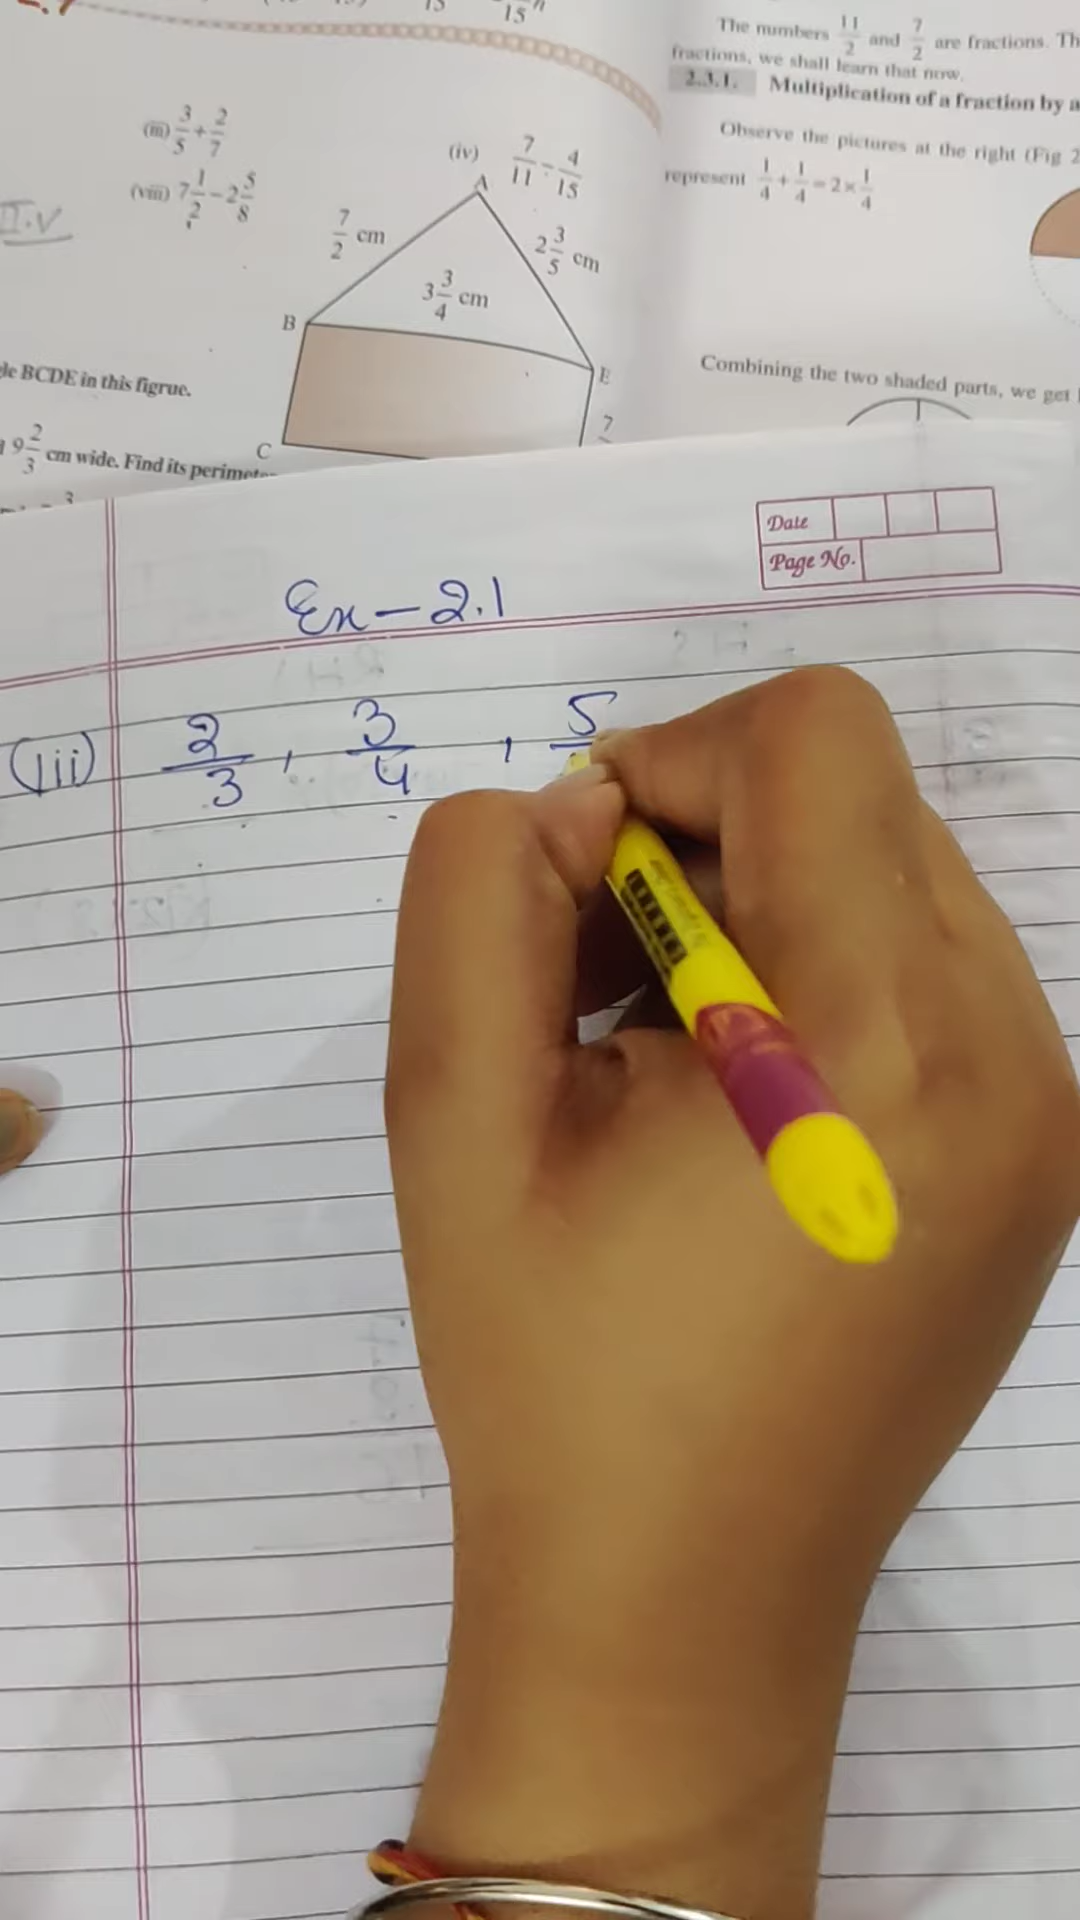 15
15
The numbers 11/2 and 7/2 are fractions. Th
fractions, we shall learn that now.
2.3.1. Multiplication of a fraction by a
Observe the pictures at the right (Fig 2
represent 1/4 + 1/4 = 2 × 1/4
(iii) 3/5 + 2/7
(iv) 7/11 - 4/15
(viii) 7 1/2 - 2 5/8
A
7/2 cm
2 3/5 cm
3 3/4 cm
B
E
Combining the two shaded parts, we get
le BCDE in this figrue.
C
7
9 2/3 cm wide. Find its perimete
3
Date
Page No.
Ex - 2.1
(iii) 2/3 , 3/4 , 5